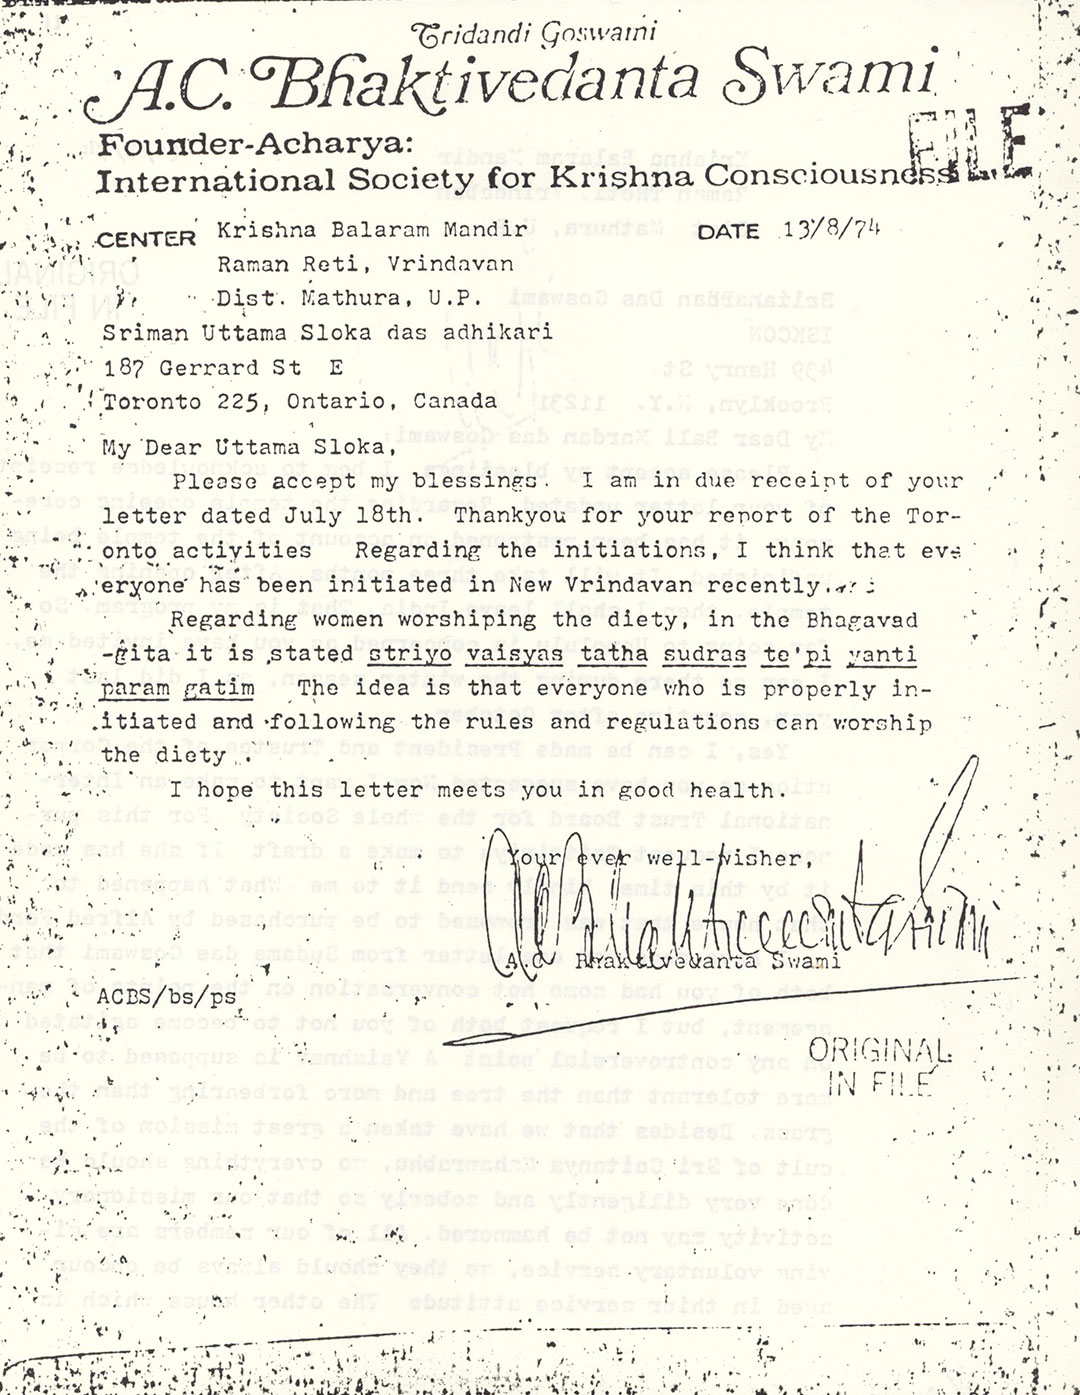 Tridandi Goswami
A.C. Bhaktivedanta Swami
Founder-Acharya:
International Society for Krishna Consciousness
FILE
CENTER Krishna Balaram Mandir DATE 13/8/74
Raman Reti, Vrindavan
Dist. Mathura, U.P.
Sriman Uttama Sloka das adhikari
187 Gerrard St E
Toronto 225, Ontario, Canada
My Dear Uttama Sloka,
Please accept my blessings. I am in due receipt of your
letter dated July 18th. Thankyou for your report of the Tor-
onto activities Regarding the initiations, I think that ev-
eryone has been initiated in New Vrindavan recently.
Regarding women worshiping the diety, in the Bhagavad
-gita it is stated striyo vaisyas tatha sudras te'pi yanti
param gatim The idea is that everyone who is properly in-
itiated and following the rules and regulations can worship
the diety.
I hope this letter meets you in good health.
Your ever well-wisher,
A.C. Bhaktivedanta Swami
A.C Bhaktivedanta Swami
ACBS/bs/ps
ORIGINAL
IN FILE